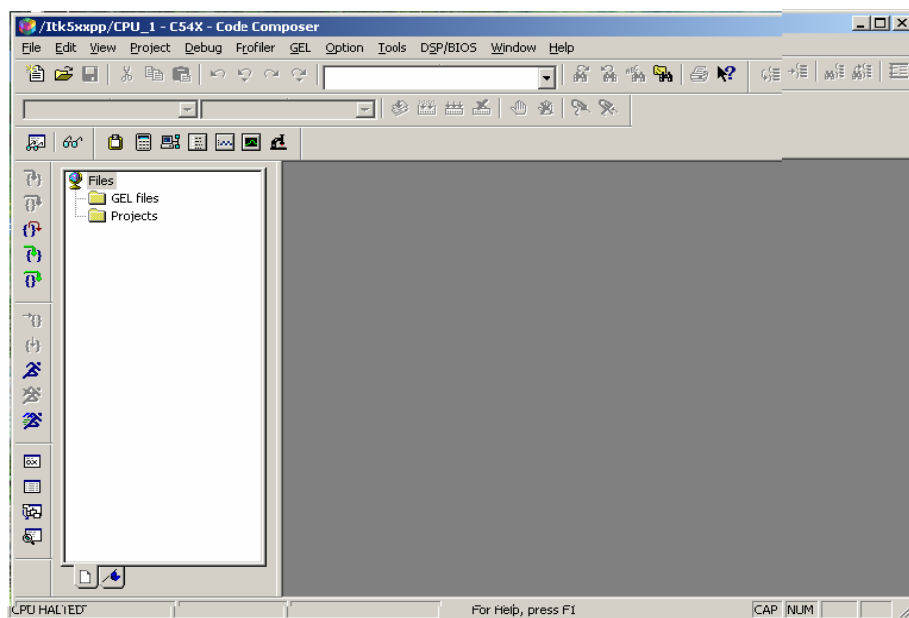 /Itk5xxpp/CPU_1 - C54X - Code Composer
File Edit View Project Debug Profiler GEL Option Tools DSP/BIOS Window Help
Files
GEL files
Projects
CPU HALTED
For Help, press F1
CAP NUM